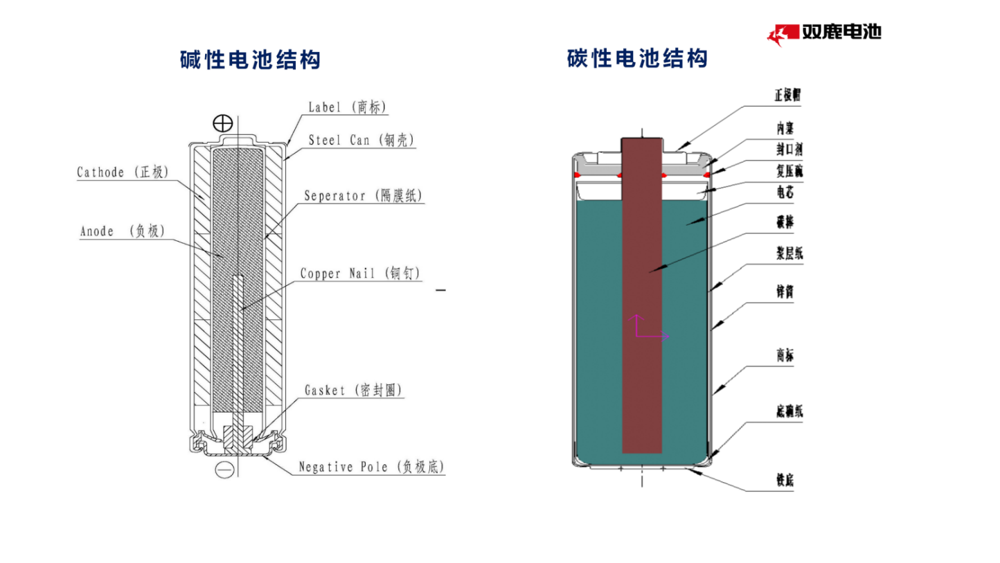 双鹿电池
碱性电池结构
Label (商标)
Steel Can (钢壳)
Cathode (正极)
Seperator (隔膜纸)
Anode (负极)
Copper Nail (铜钉)
Gasket (密封圈)
Negative Pole (负极底)
碳性电池结构
正极帽
内塞
封口剂
复压碗
电芯
碳棒
浆层纸
锌筒
商标
底碗纸
铁底